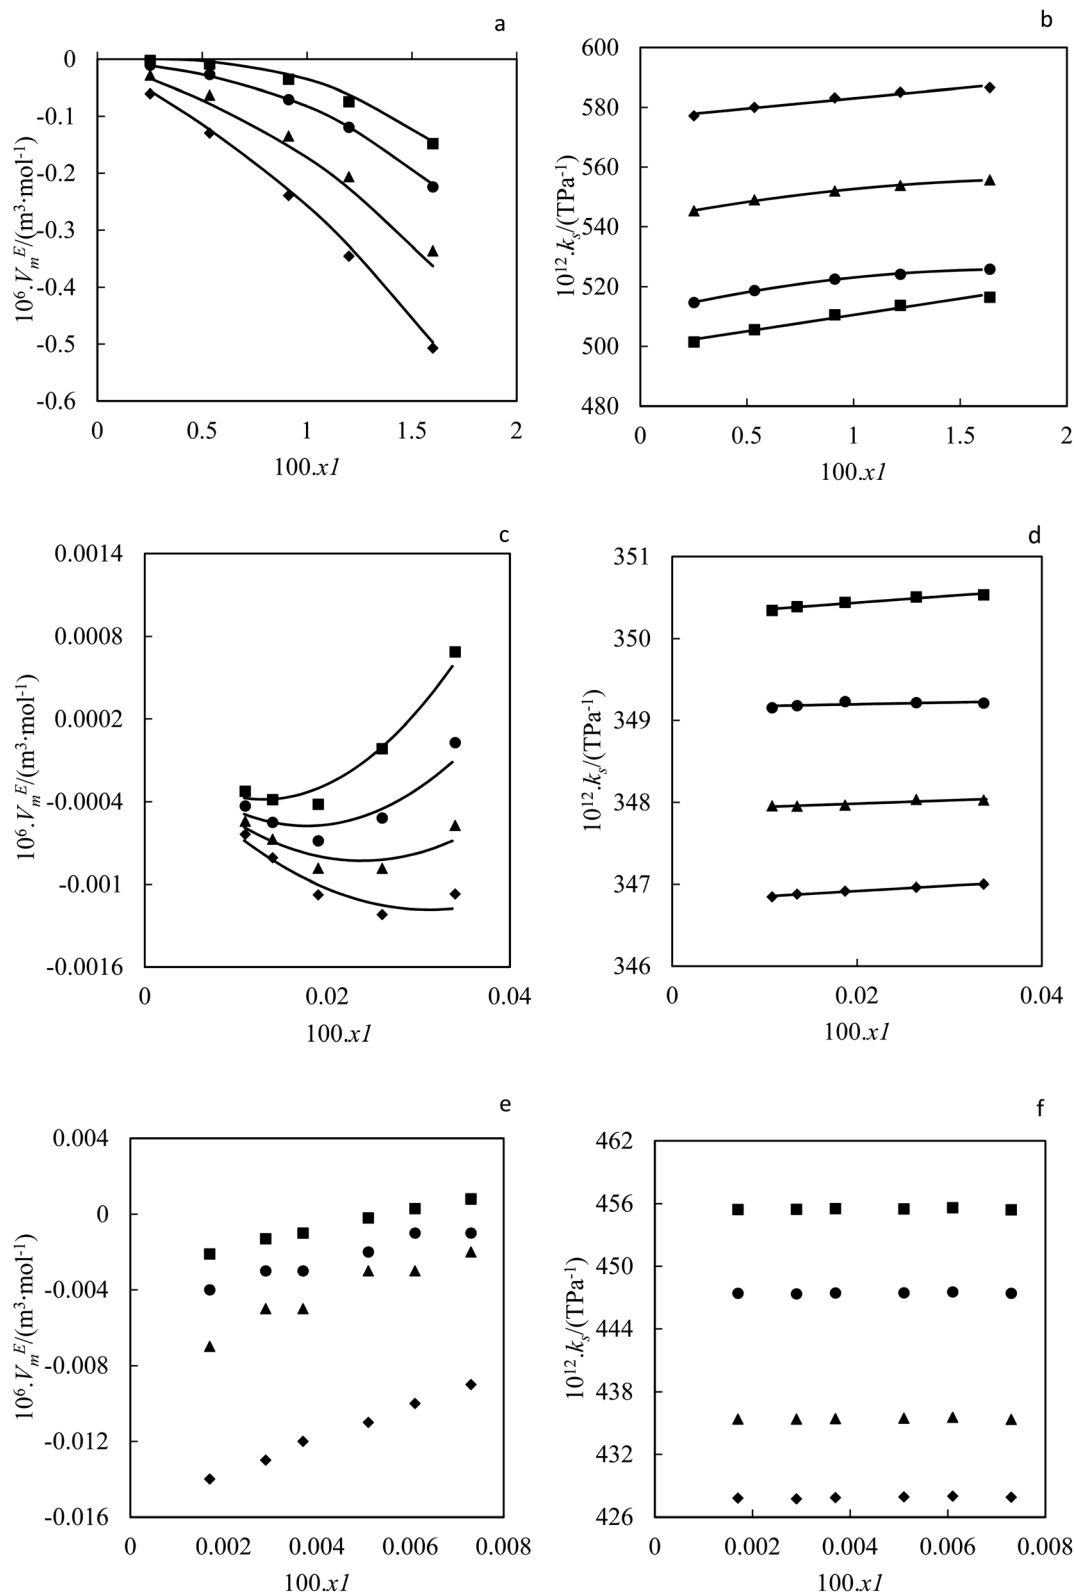 a
0
-0.1
-0.2
-0.3
-0.4
-0.5
-0.6
10⁶.Vₘᴱ/(m³·mol⁻¹)
0 0.5 1 1.5 2
100.x1
b
600
580
560
540
520
500
480
10¹².kₛ/(TPa⁻¹)
0 0.5 1 1.5 2
100.x1
c
0.0014
0.0008
0.0002
-0.0004
-0.001
-0.0016
10⁶.Vₘᴱ/(m³·mol⁻¹)
0 0.02 0.04
100.x1
d
351
350
349
348
347
346
10¹².kₛ/(TPa⁻¹)
0 0.02 0.04
100.x1
e
0.004
0
-0.004
-0.008
-0.012
-0.016
10⁶.Vₘᴱ/(m³·mol⁻¹)
0 0.002 0.004 0.006 0.008
100.x1
f
462
456
450
444
438
432
426
10¹².kₛ/(TPa⁻¹)
0 0.002 0.004 0.006 0.008
100.x1